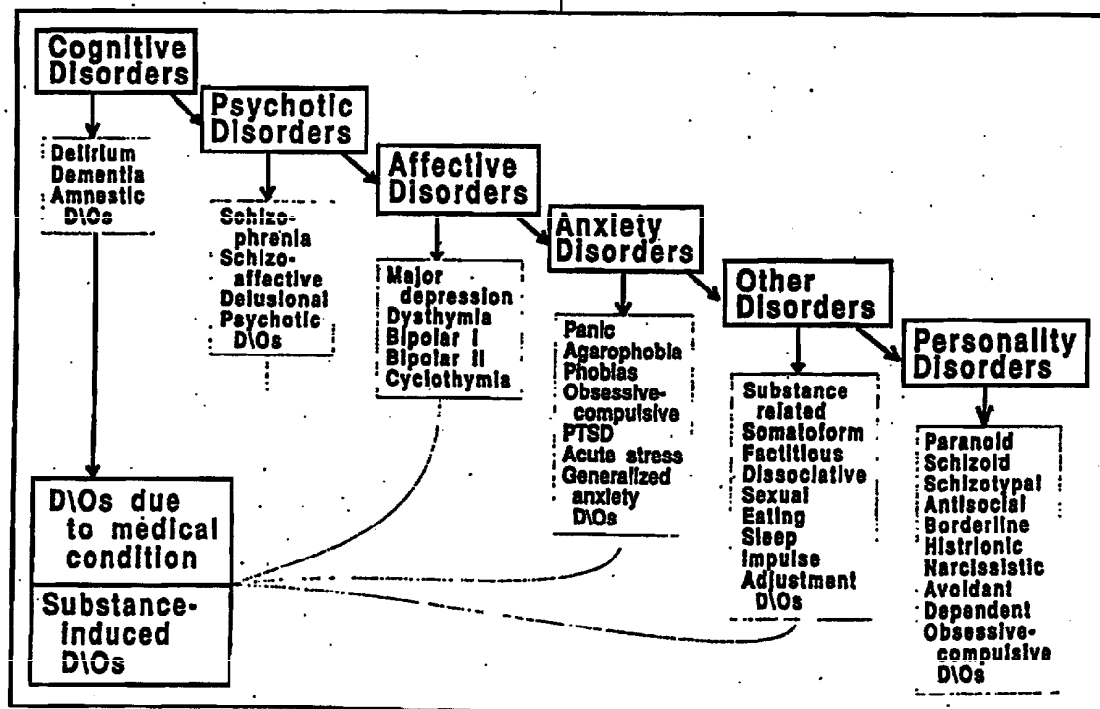 Cognitive
Disorders
Delirium
Dementia
Amnestic
D\Os
D\Os due
to medical
condition
Substance-
induced
D\Os
Psychotic
Disorders
Schizo-
phrenia
Schizo-
affective
Delusional
Psychotic
D\Os
Affective
Disorders
Major
depression
Dysthymia
Bipolar I
Bipolar II
Cyclothymia
Anxiety
Disorders
Panic
Agarophobia
Phobias
Obsessive-
compulsive
PTSD
Acute stress
Generalized
anxiety
D\Os
Other
Disorders
Substance
related
Somatoform
Factitious
Dissociative
Sexual
Eating
Sleep
Impulse
Adjustment
D\Os
Personality
Disorders
Paranoid
Schizoid
Schizotypal
Antisocial
Borderline
Histrionic
Narcissistic
Avoidant
Dependent
Obsessive-
compulsive
D\Os